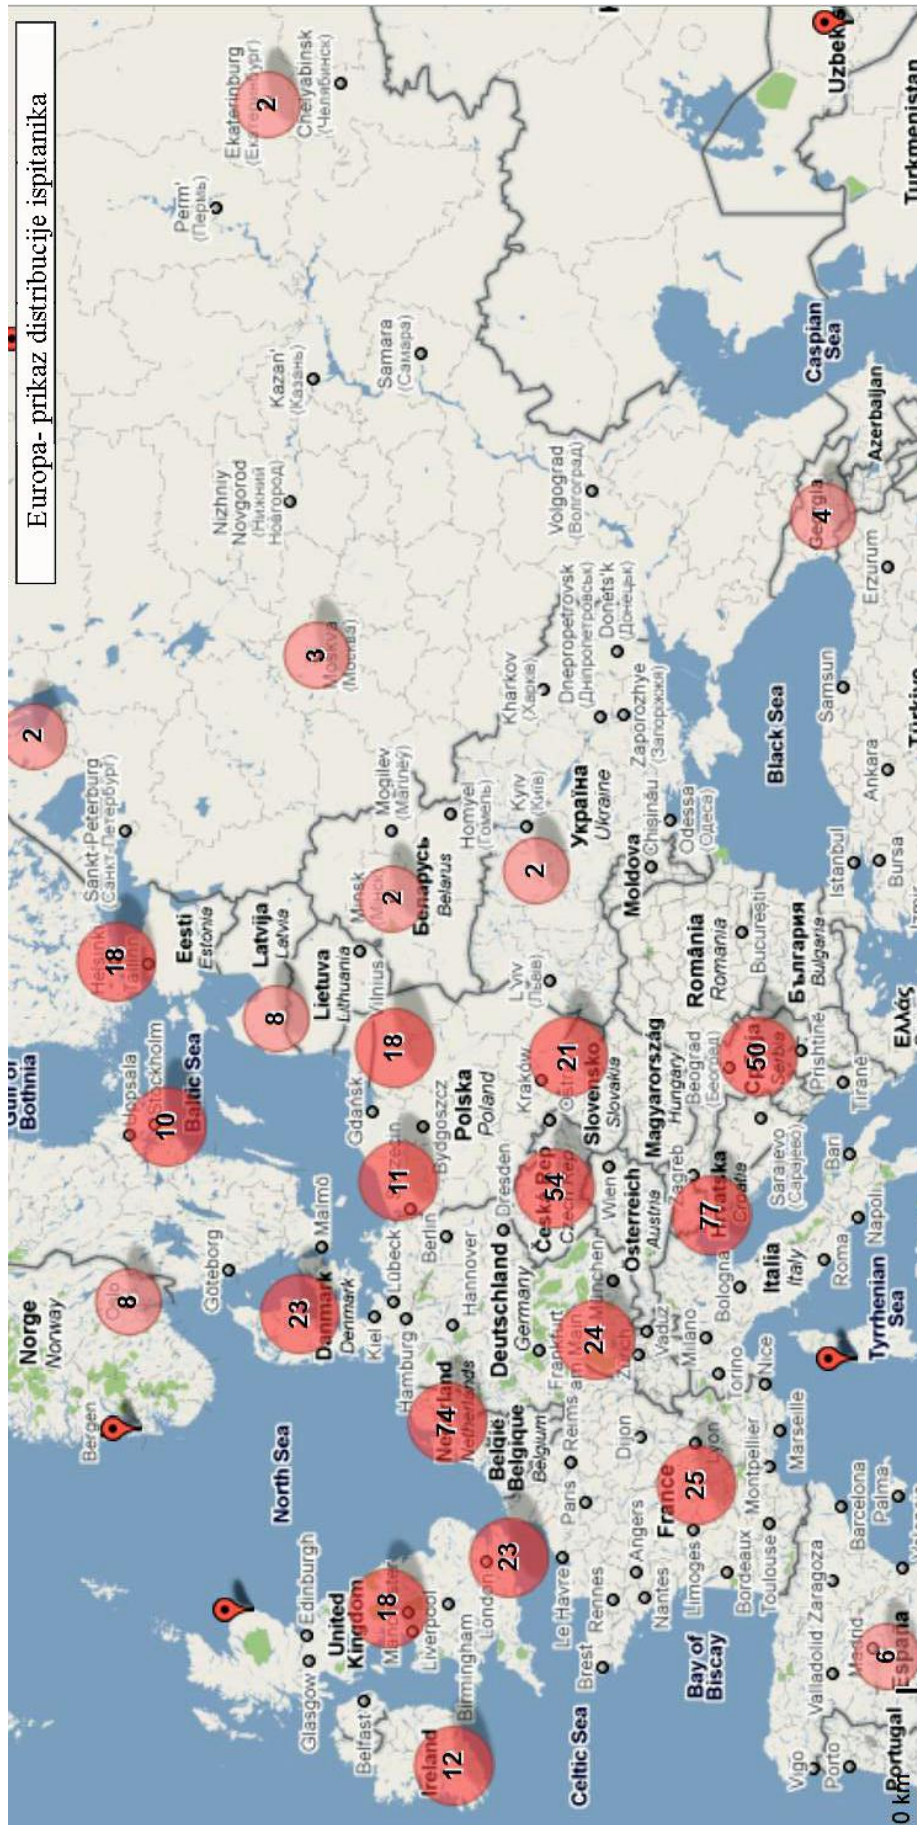 Europa- prikaz distribucije ispitanika
Norge
Norway
Bergen
8
Göteborg
Uppsala
Stockholm
10
Bothnia
18
Sankt-Peterburg
(Санкт-Петербург)
2
Eesti
Estonia
Baltic Sea
Latvija
Latvia
8
Lietuva
Lithuania
Vilnius
North Sea
Danmark
Denmark
23
Malmö
Kiel
Lübeck
Hamburg
Gdańsk
18
11
Bydgoszcz
Polska
Poland
Berlin
Hannover
Minsk
2
Mogilev
Беларусь
Belarus
Homyel
(Гомель)
Moskva
(Москва)
3
Nizhniy
Novgorod
(Нижний
Новгород)
Kazan'
(Казань)
Perm'
(Пермь)
Ekaterinburg
2
Chelyabinsk
(Челябинск)
Samara
(Самара)
Volgograd
(Волгоград)
Glasgow
Edinburgh
Belfast
United
Kingdom
18
Liverpool
Birmingham
Ireland
12
London
23
Celtic Sea
74
Netherlands
België
Belgique
Belgium
Deutschland
Germany
Dresden
Frankfurt
am Main
Česká Rep
54
Kraków
21
L'viv
(Львів)
Kyiv
(Київ)
2
Україна
Ukraine
Kharkov
(Харків)
Dnepropetrovsk
(Дніпропетровськ)
Donets'k
(Донецьк)
Zaporozhye
(Запоріжжя)
Le Havre
Paris
Reims
Brest
Rennes
Angers
Nantes
Dijon
France
Limoges
25
Lyon
Bay of
Biscay
Bordeaux
Toulouse
Montpellier
Marseille
Nice
Torino
Milano
Vaduz
Zürich
24
München
Österreich
Austria
Wien
Slovensko
Slovakia
Magyarország
Hungary
Moldova
Chişinău
Odessa
(Одеса)
România
Romania
Bucureşti
Zagreb
Hrvatska
Croatia
77
Bologna
Italia
Italy
Roma
Napoli
Bari
Tyrrhenian
Sea
Beograd
(Београд)
Србија
Serbia
50
Sarajevo
(Сарајево)
Prishtinë
Tiranë
България
Bulgaria
Ελλάς
Istanbul
Bursa
Ankara
Samsun
Erzurum
Black Sea
Georgia
4
Azerbaijan
Caspian
Sea
Turkmenistan
Vigo
Porto
Portugal
Valladolid
Zaragoza
Madrid
España
6
Barcelona
Palma
0 km